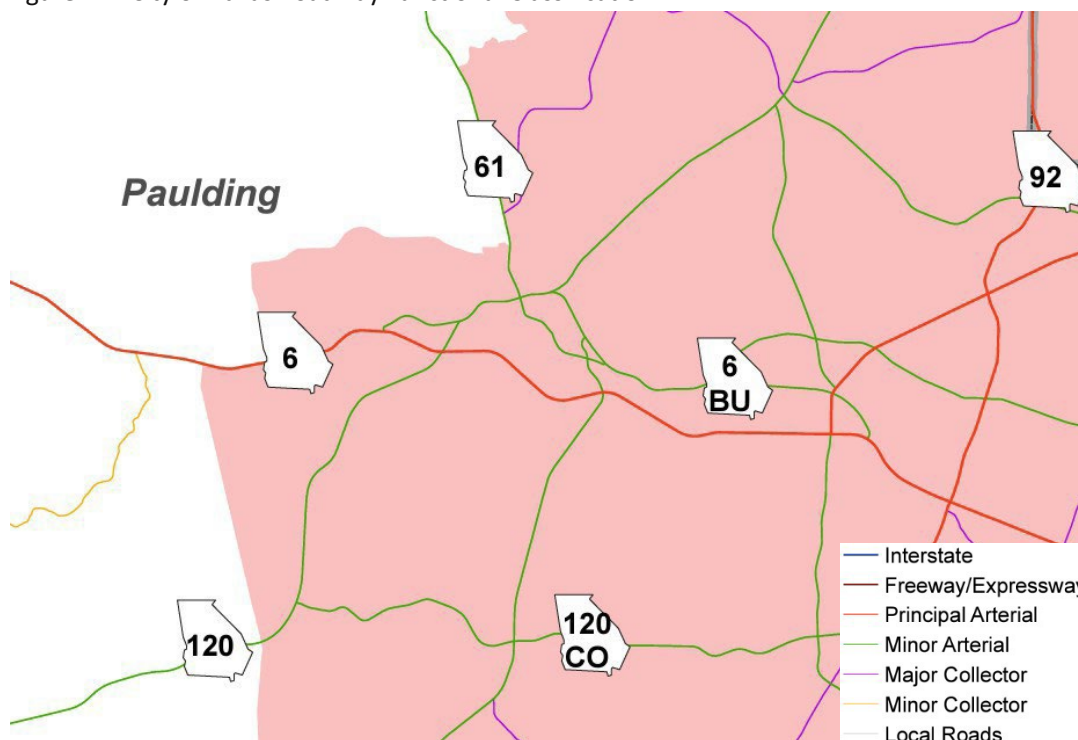 61
92
Paulding
6
6
BU
120
120
CO
Interstate
Freeway/Expressway
Principal Arterial
Minor Arterial
Major Collector
Minor Collector
Local Roads